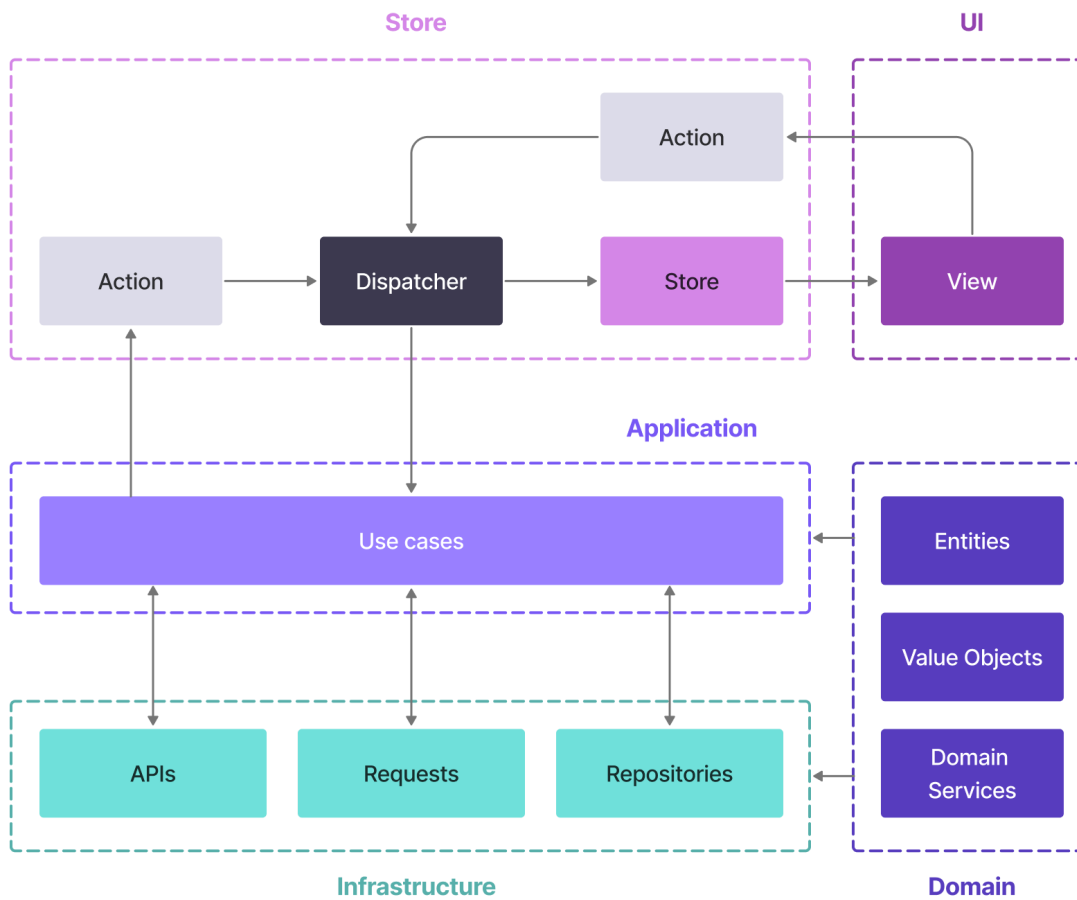 Store
UI
Action
Action
Dispatcher
Store
View
Application
Use cases
Entities
Value Objects
APIs
Requests
Repositories
Domain
Services
Infrastructure
Domain